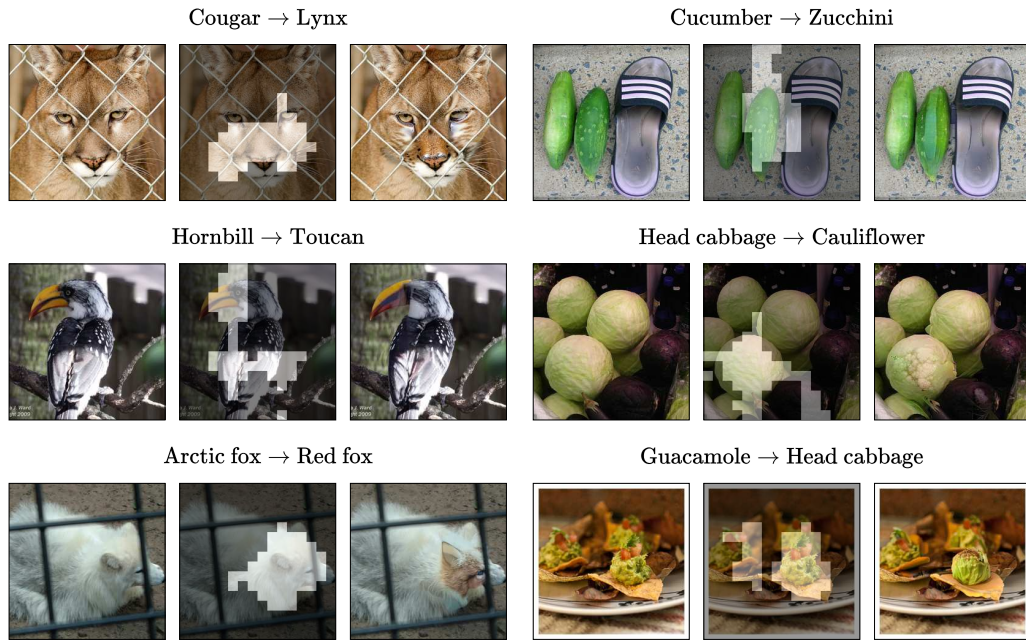 Cougar → Lynx
Cucumber → Zucchini
Hornbill → Toucan
Head cabbage → Cauliflower
Arctic fox → Red fox
Guacamole → Head cabbage